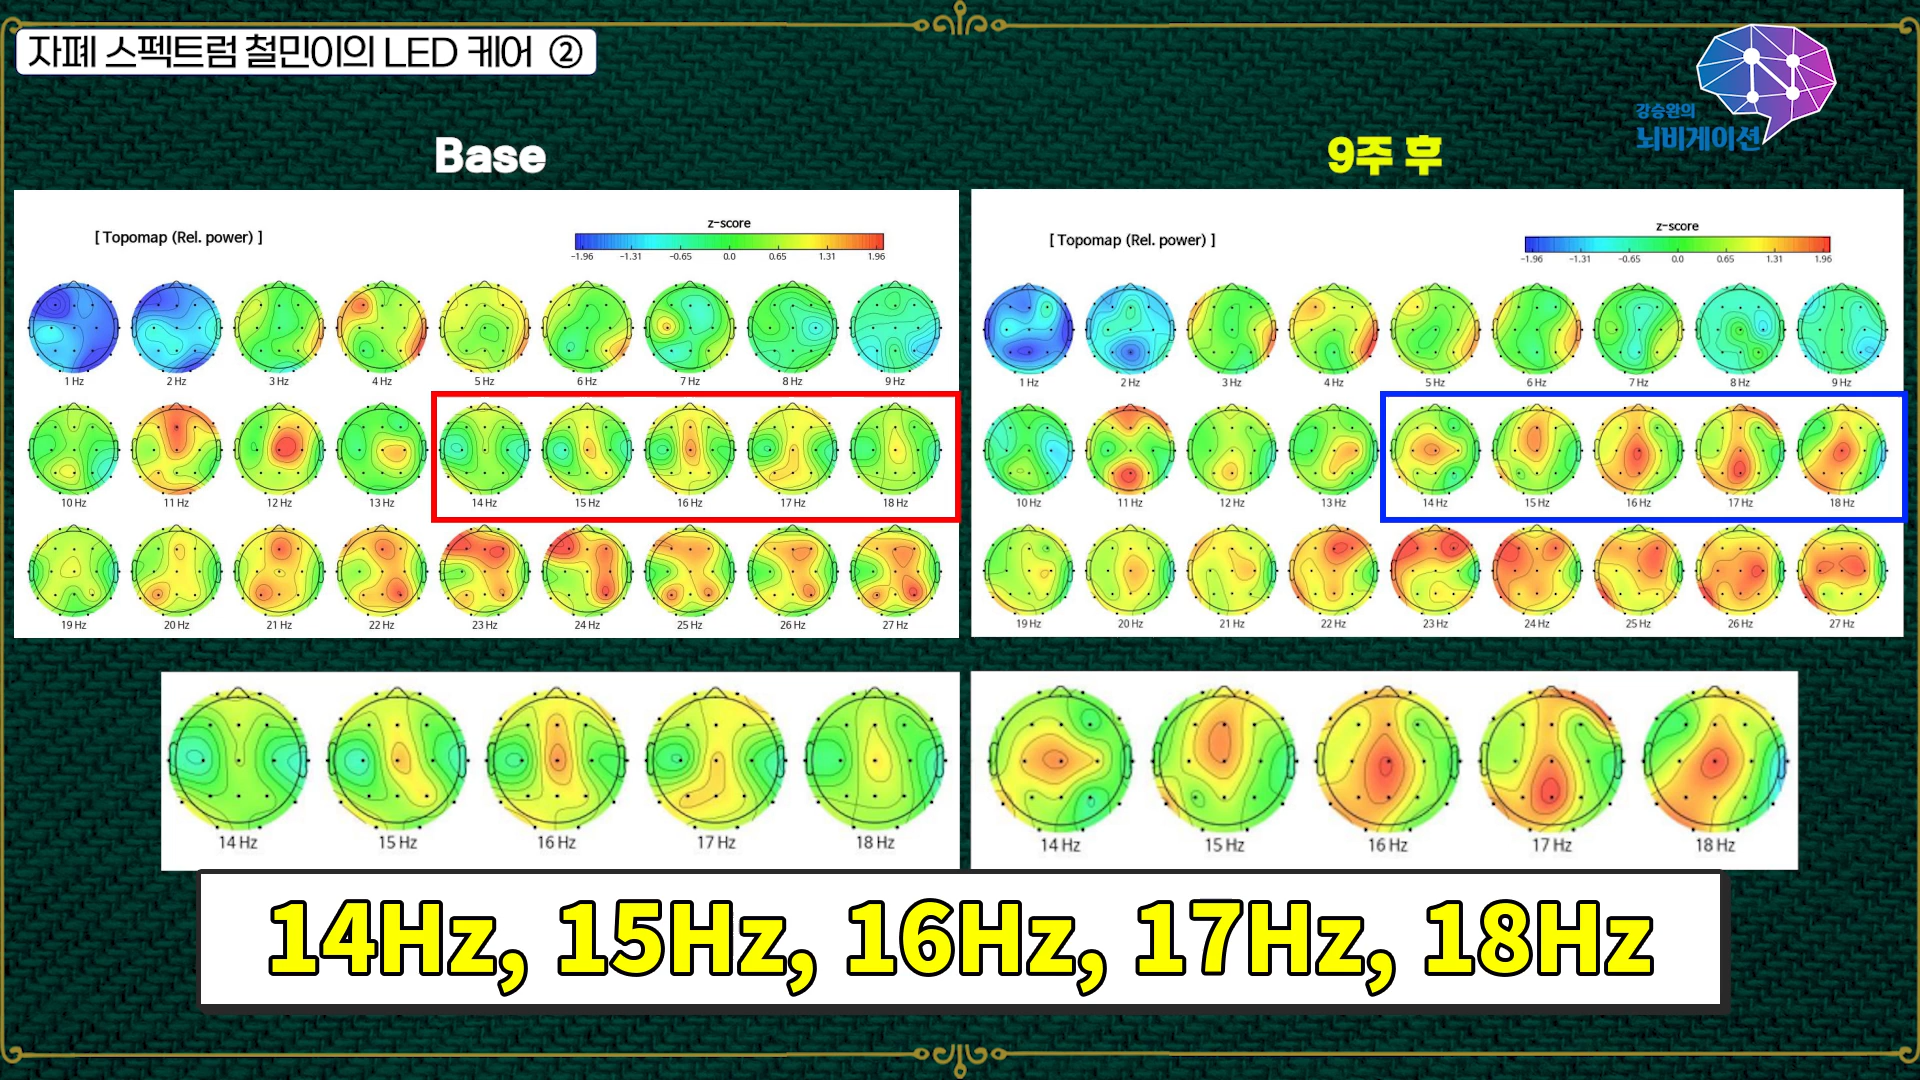 자폐 스펙트럼 철민이의 LED 케어 ②
강승완의
뇌비게이션
Base
9주 후
[ Topomap (Rel. power) ]
z-score
-1.96 -1.31 -0.65 0.0 0.65 1.31 1.96
1 Hz 2 Hz 3 Hz 4 Hz 5 Hz 6 Hz 7 Hz 8 Hz 9 Hz
10 Hz 11 Hz 12 Hz 13 Hz 14 Hz 15 Hz 16 Hz 17 Hz 18 Hz
19 Hz 20 Hz 21 Hz 22 Hz 23 Hz 24 Hz 25 Hz 26 Hz 27 Hz
[ Topomap (Rel. power) ]
z-score
-1.96 -1.31 -0.65 0.0 0.65 1.31 1.96
1 Hz 2 Hz 3 Hz 4 Hz 5 Hz 6 Hz 7 Hz 8 Hz 9 Hz
10 Hz 11 Hz 12 Hz 13 Hz 14 Hz 15 Hz 16 Hz 17 Hz 18 Hz
19 Hz 20 Hz 21 Hz 22 Hz 23 Hz 24 Hz 25 Hz 26 Hz 27 Hz
14 Hz 15 Hz 16 Hz 17 Hz 18 Hz
14 Hz 15 Hz 16 Hz 17 Hz 18 Hz
14Hz, 15Hz, 16Hz, 17Hz, 18Hz